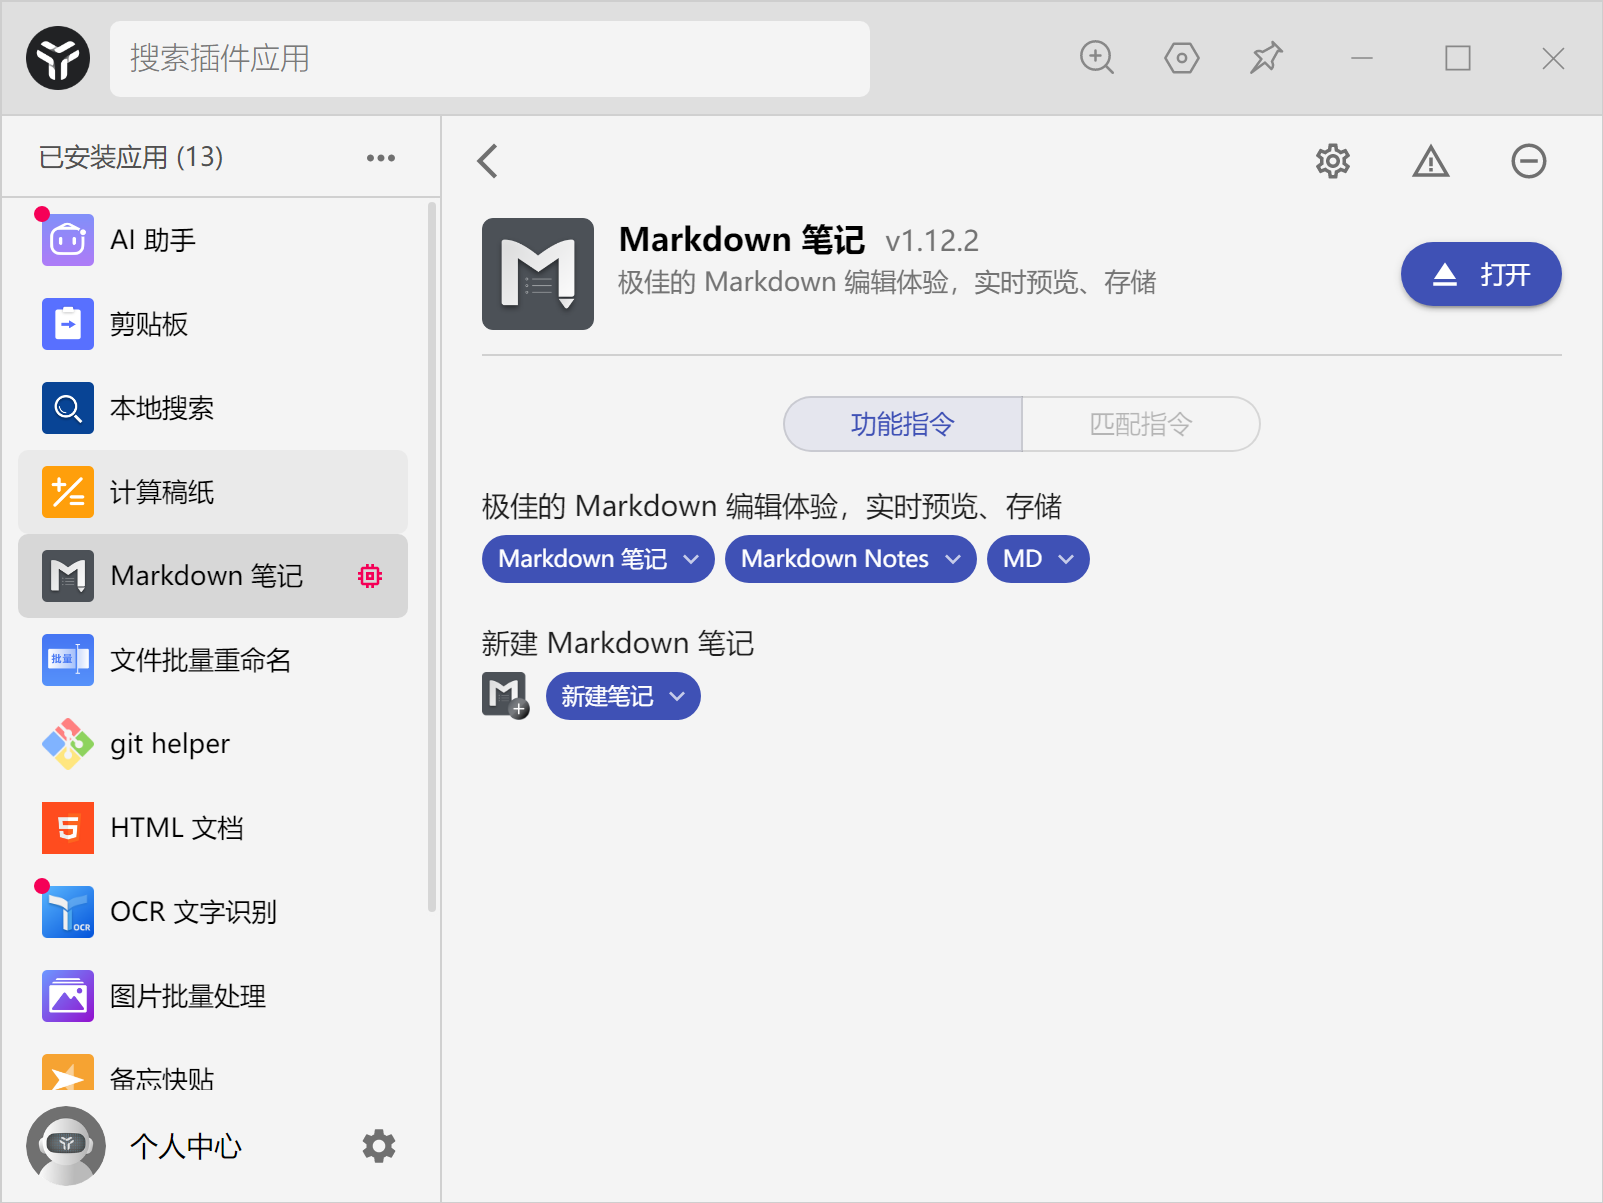 搜索插件应用
已安装应用 (13)
AI 助手
剪贴板
本地搜索
计算稿纸
Markdown 笔记
批量
文件批量重命名
git helper
HTML 文档
OCR
OCR 文字识别
图片批量处理
备忘快贴
个人中心
Markdown 笔记 v1.12.2
极佳的 Markdown 编辑体验，实时预览、存储
打开
功能指令
匹配指令
极佳的 Markdown 编辑体验，实时预览、存储
Markdown 笔记
Markdown Notes
MD
新建 Markdown 笔记
新建笔记